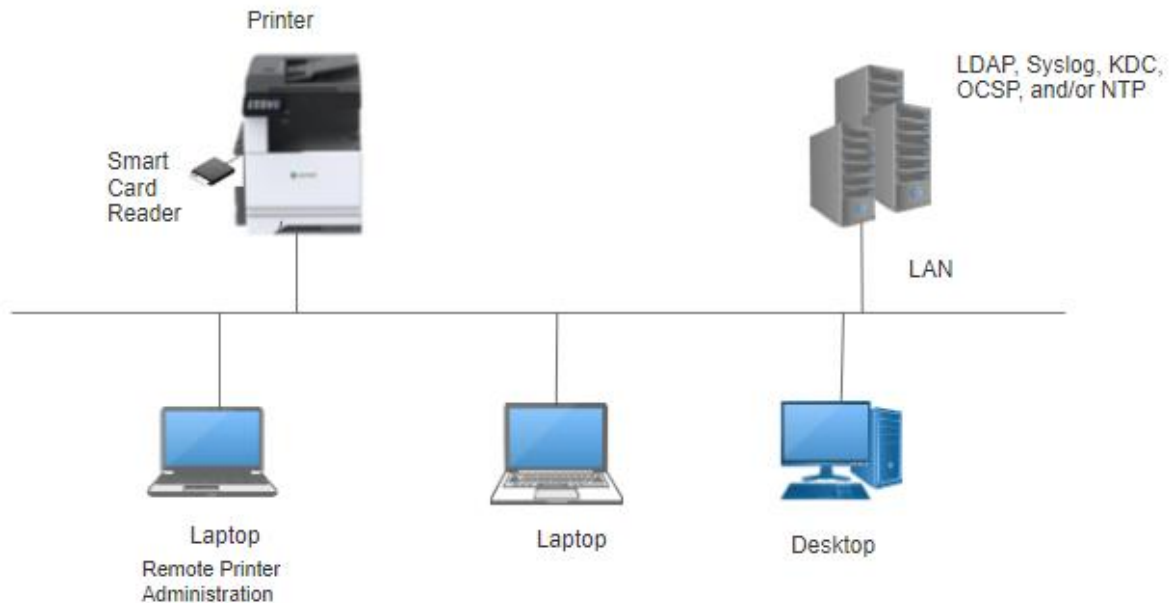 Printer
LDAP, Syslog, KDC,
OCSP, and/or NTP
Smart
Card
Reader
LAN
Laptop
Remote Printer
Administration
Laptop
Desktop